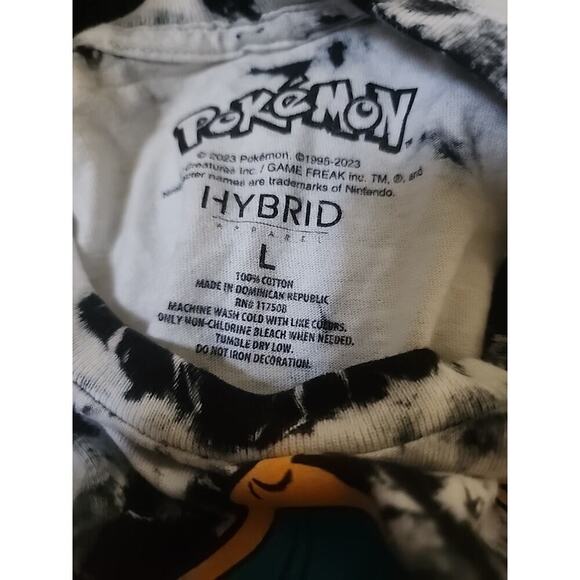 POKéMON
© 2023 Pokémon. ©1995-2023
Creatures Inc. / GAME FREAK inc. TM, ®, and
character names are trademarks of Nintendo.
HYBRID
APPAREL
L
100% COTTON
MADE IN DOMINICAN REPUBLIC
RN# 117508
MACHINE WASH COLD WITH LIKE COLORS.
ONLY NON-CHLORINE BLEACH WHEN NEEDED.
TUMBLE DRY LOW.
DO NOT IRON DECORATION.